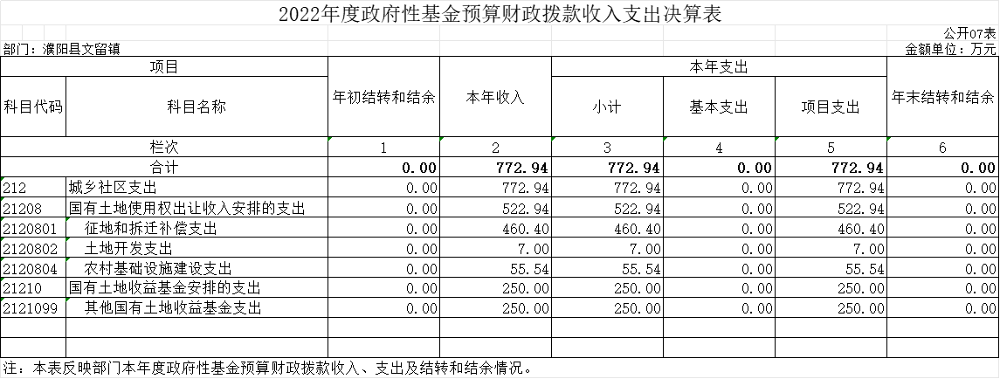 2022年度政府性基金预算财政拨款收入支出决算表
公开07表
部门：濮阳县文留镇 金额单位：万元
项目 年初结转和结余 本年收入 本年支出 年末结转和结余
科目代码 科目名称 小计 基本支出 项目支出
栏次 1 2 3 4 5 6
合计 0.00 772.94 772.94 0.00 772.94 0.00
212 城乡社区支出 0.00 772.94 772.94 0.00 772.94 0.00
21208 国有土地使用权出让收入安排的支出 0.00 522.94 522.94 0.00 522.94 0.00
2120801 征地和拆迁补偿支出 0.00 460.40 460.40 0.00 460.40 0.00
2120802 土地开发支出 0.00 7.00 7.00 0.00 7.00 0.00
2120804 农村基础设施建设支出 0.00 55.54 55.54 0.00 55.54 0.00
21210 国有土地收益基金安排的支出 0.00 250.00 250.00 0.00 250.00 0.00
2121099 其他国有土地收益基金支出 0.00 250.00 250.00 0.00 250.00 0.00
注：本表反映部门本年度政府性基金预算财政拨款收入、支出及结转和结余情况。